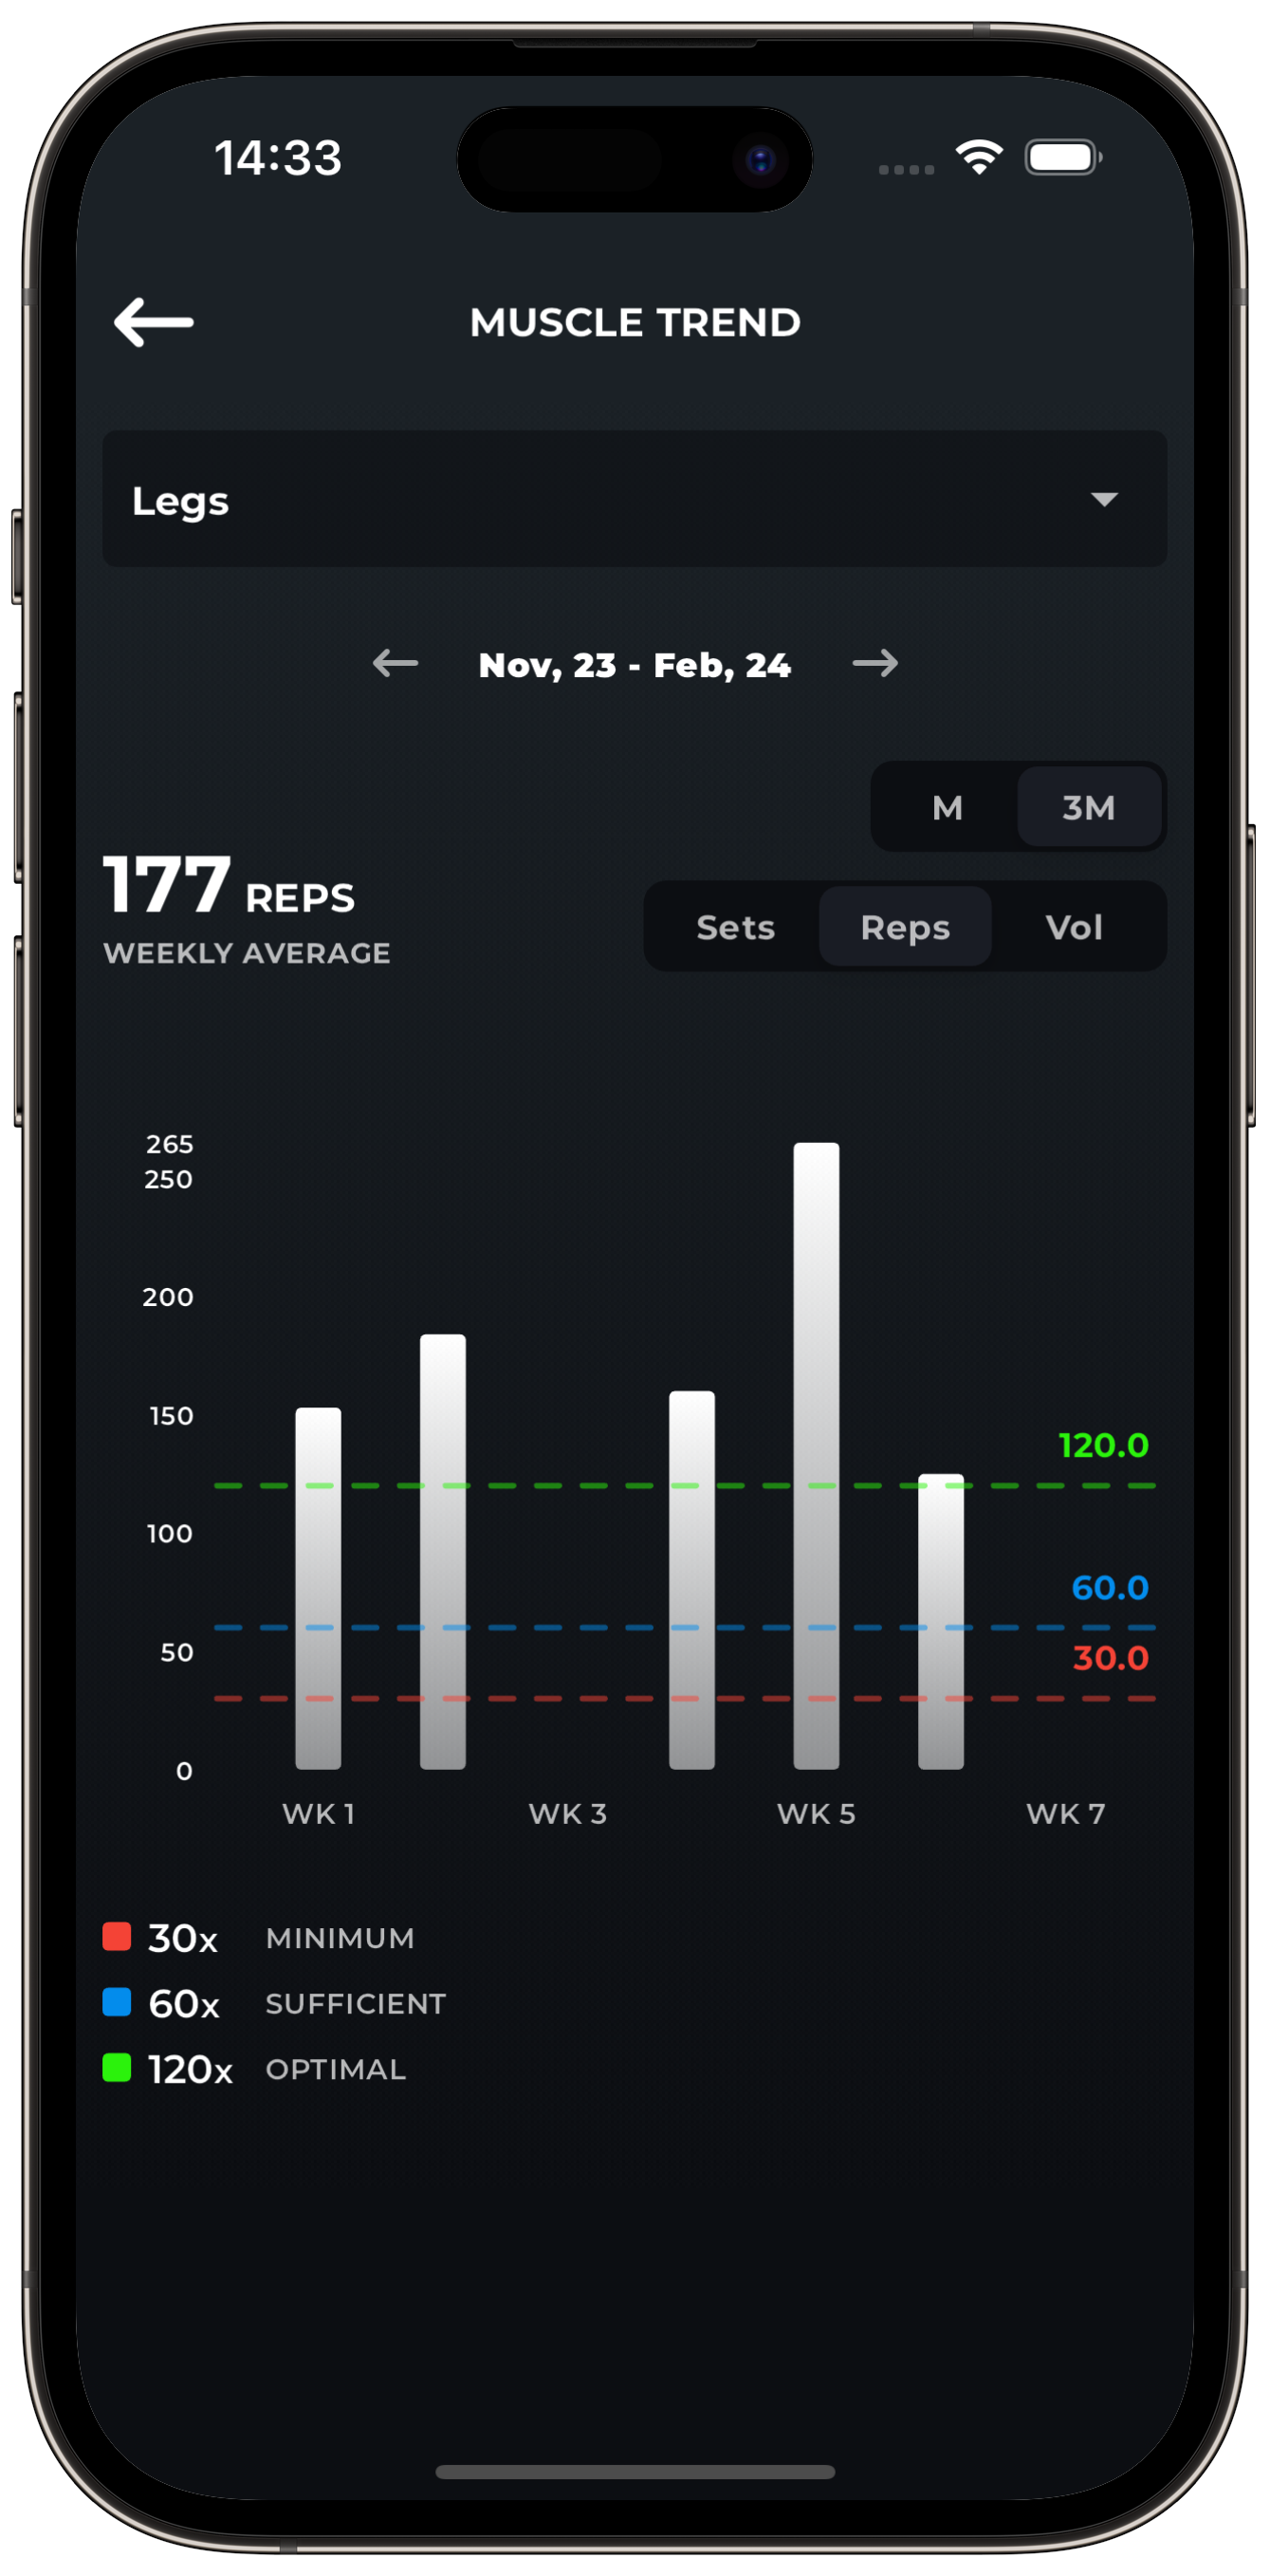 14:33
MUSCLE TREND
Legs
Nov, 23 - Feb, 24
M 3M
177 REPS
WEEKLY AVERAGE
Sets Reps Vol
265
250
200
150
120.0
100
60.0
50
30.0
0
WK 1 WK 3 WK 5 WK 7
30x MINIMUM
60x SUFFICIENT
120x OPTIMAL